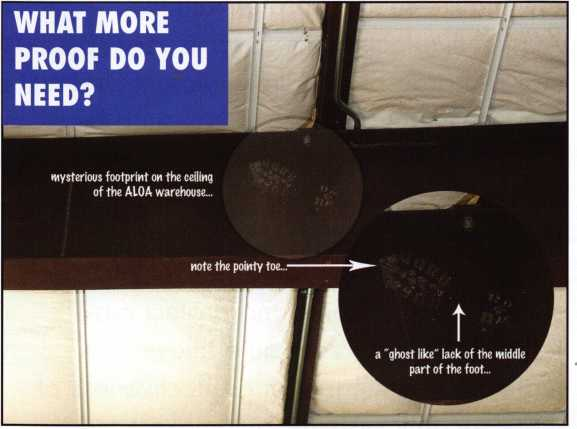 WHAT MORE
PROOF DO YOU
NEED?
mysterious footprint on the ceiling
of the ALOA warehouse...
note the pointy toe...
a "ghost like" lack of the middle
part of the foot...